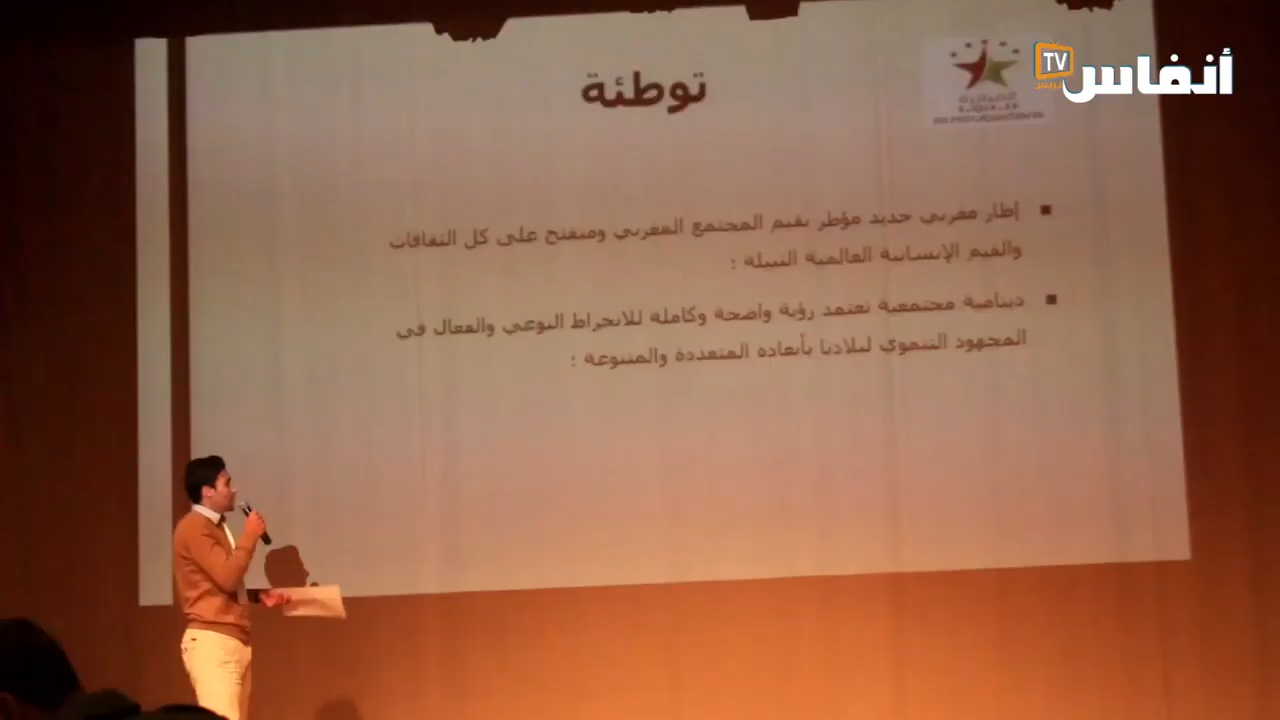 أنفاس
TV
بريس
توطئة
إطار مغربي جديد مؤطر بقيم المجتمع المغربي ومنفتح على كل الثقافات
والقيم الإنسانية العالمية النبيلة :
دينامية مجتمعية تعتمد رؤية واضحة وكاملة للانخراط النوعي والفعال في
المجهود التنموي لبلادنا بأبعاده المتعددة والمتنوعة :